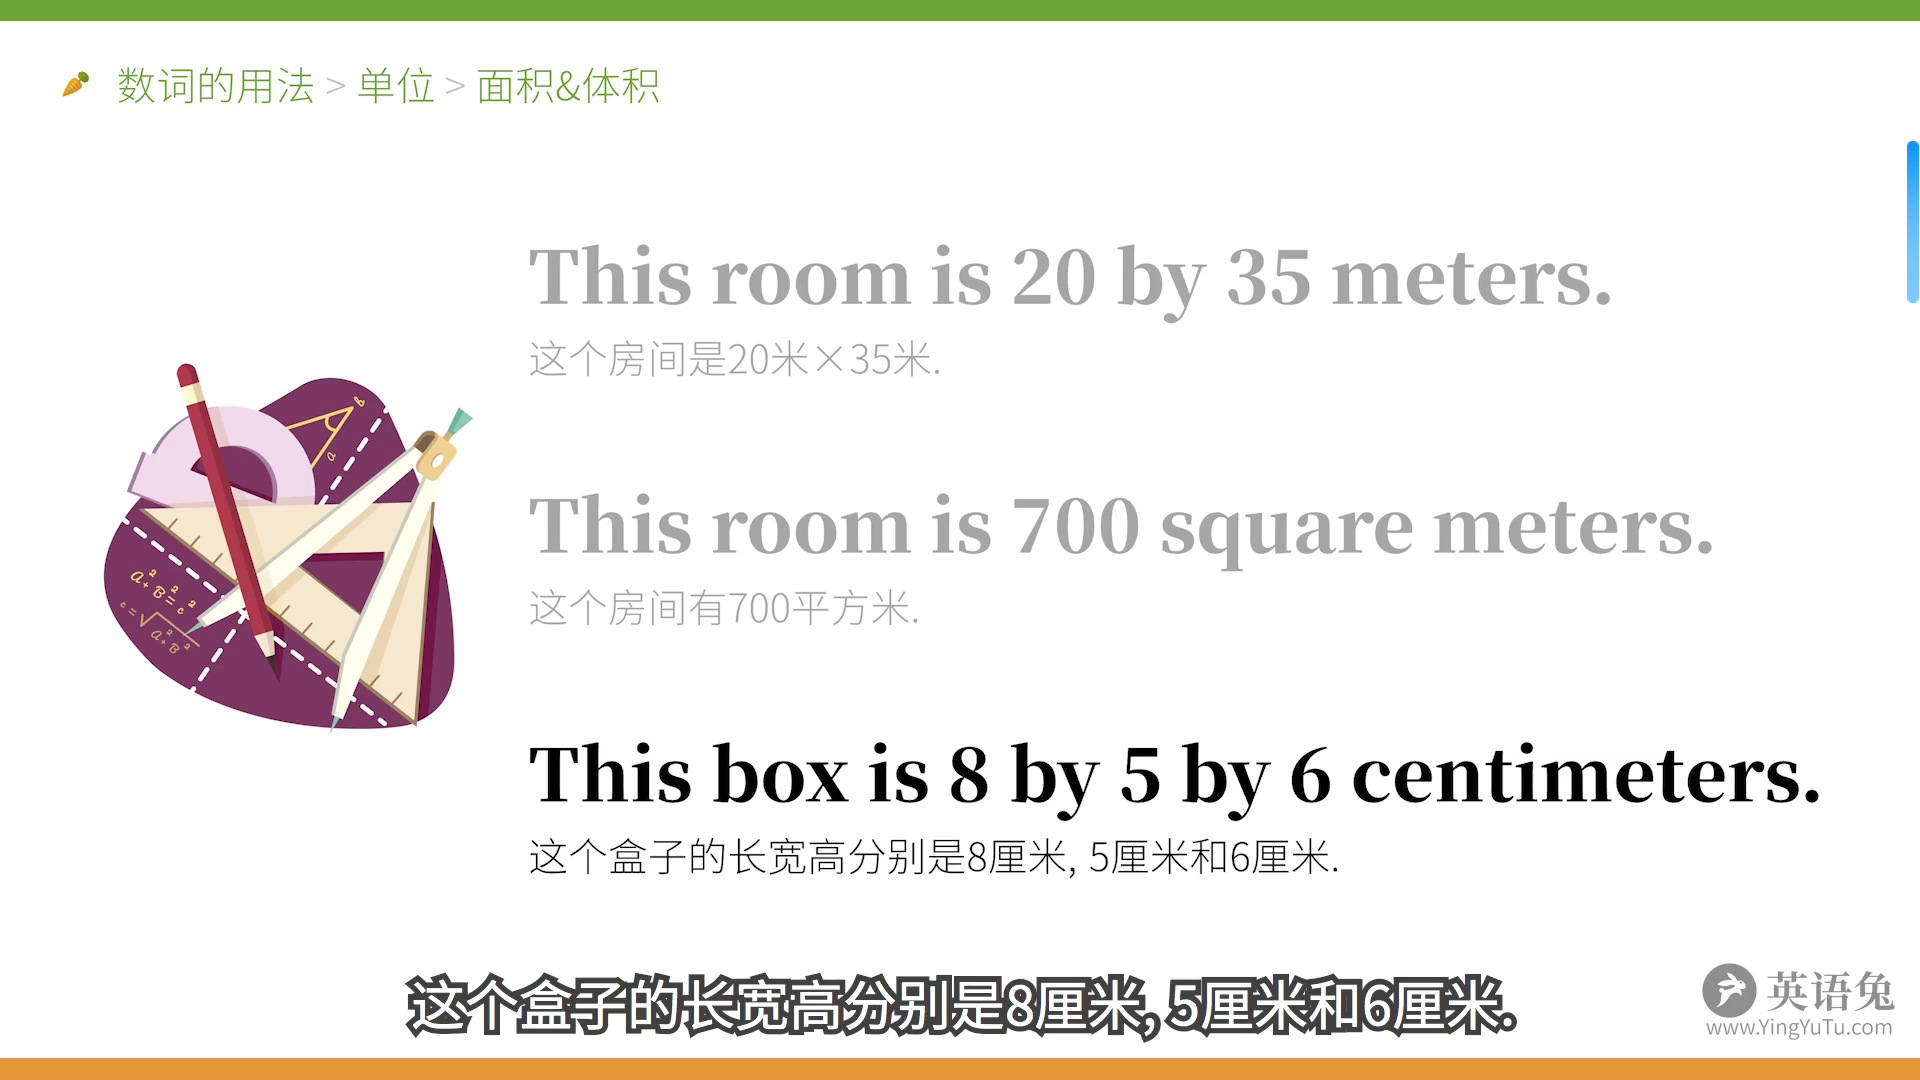 数词的用法 > 单位 > 面积&体积
This room is 20 by 35 meters.
这个房间是20米×35米.
This room is 700 square meters.
这个房间有700平方米.
This box is 8 by 5 by 6 centimeters.
这个盒子的长宽高分别是8厘米, 5厘米和6厘米.
b
a
A²+B²=c²
c=√A²+B²
这个盒子的长宽高分别是8厘米, 5厘米和6厘米.
英语兔
www.YingYuTu.com